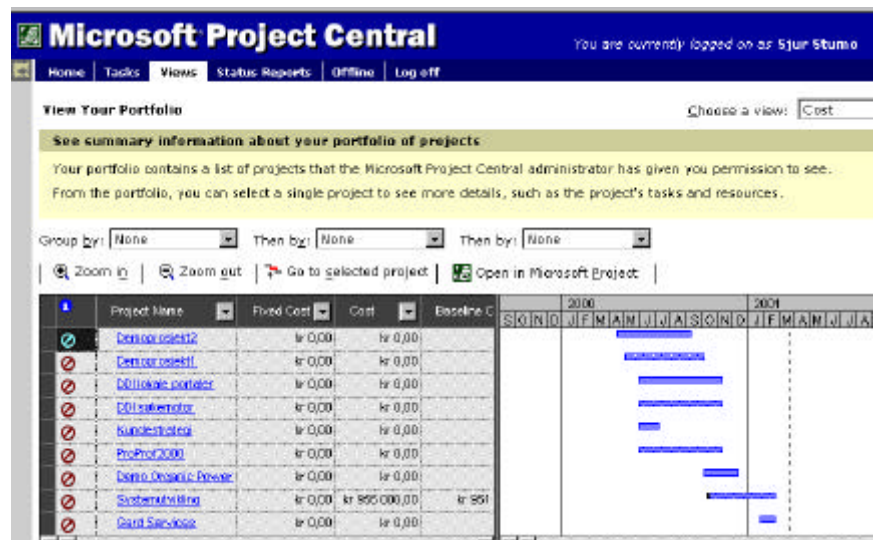 Microsoft Project Central
You are currently logged on as Sjur Stumo
Home Tasks Views Status Reports Offline Log off
View Your Portfolio Choose a view: Cost
See summary information about your portfolio of projects
Your portfolio contains a list of projects that the Microsoft Project Central administrator has given you permission to see.
From the portfolio, you can select a single project to see more details, such as the project's tasks and resources.
Group by: None Then by: None Then by: None
Zoom in Zoom out Go to selected project Open in Microsoft Project
2000 2001
Project Name Fixed Cost Cost Baseline C S O N D J F M A M J J A S O N D J F M A M J J A
Demoprosjekt2 kr 0,00 kr 0,00
Demoprosjekt1 kr 0,00 kr 0,00
DDI lokale portaler kr 0,00 kr 0,00
DDI søkemotor kr 0,00 kr 0,00
Kundestrategi kr 0,00 kr 0,00
ProProf2000 kr 0,00 kr 0,00
Demo Organic Power kr 0,00 kr 0,00
Systemutvikling kr 0,00 kr 000,00 kr
Gard Services kr 0,00 kr 0,00